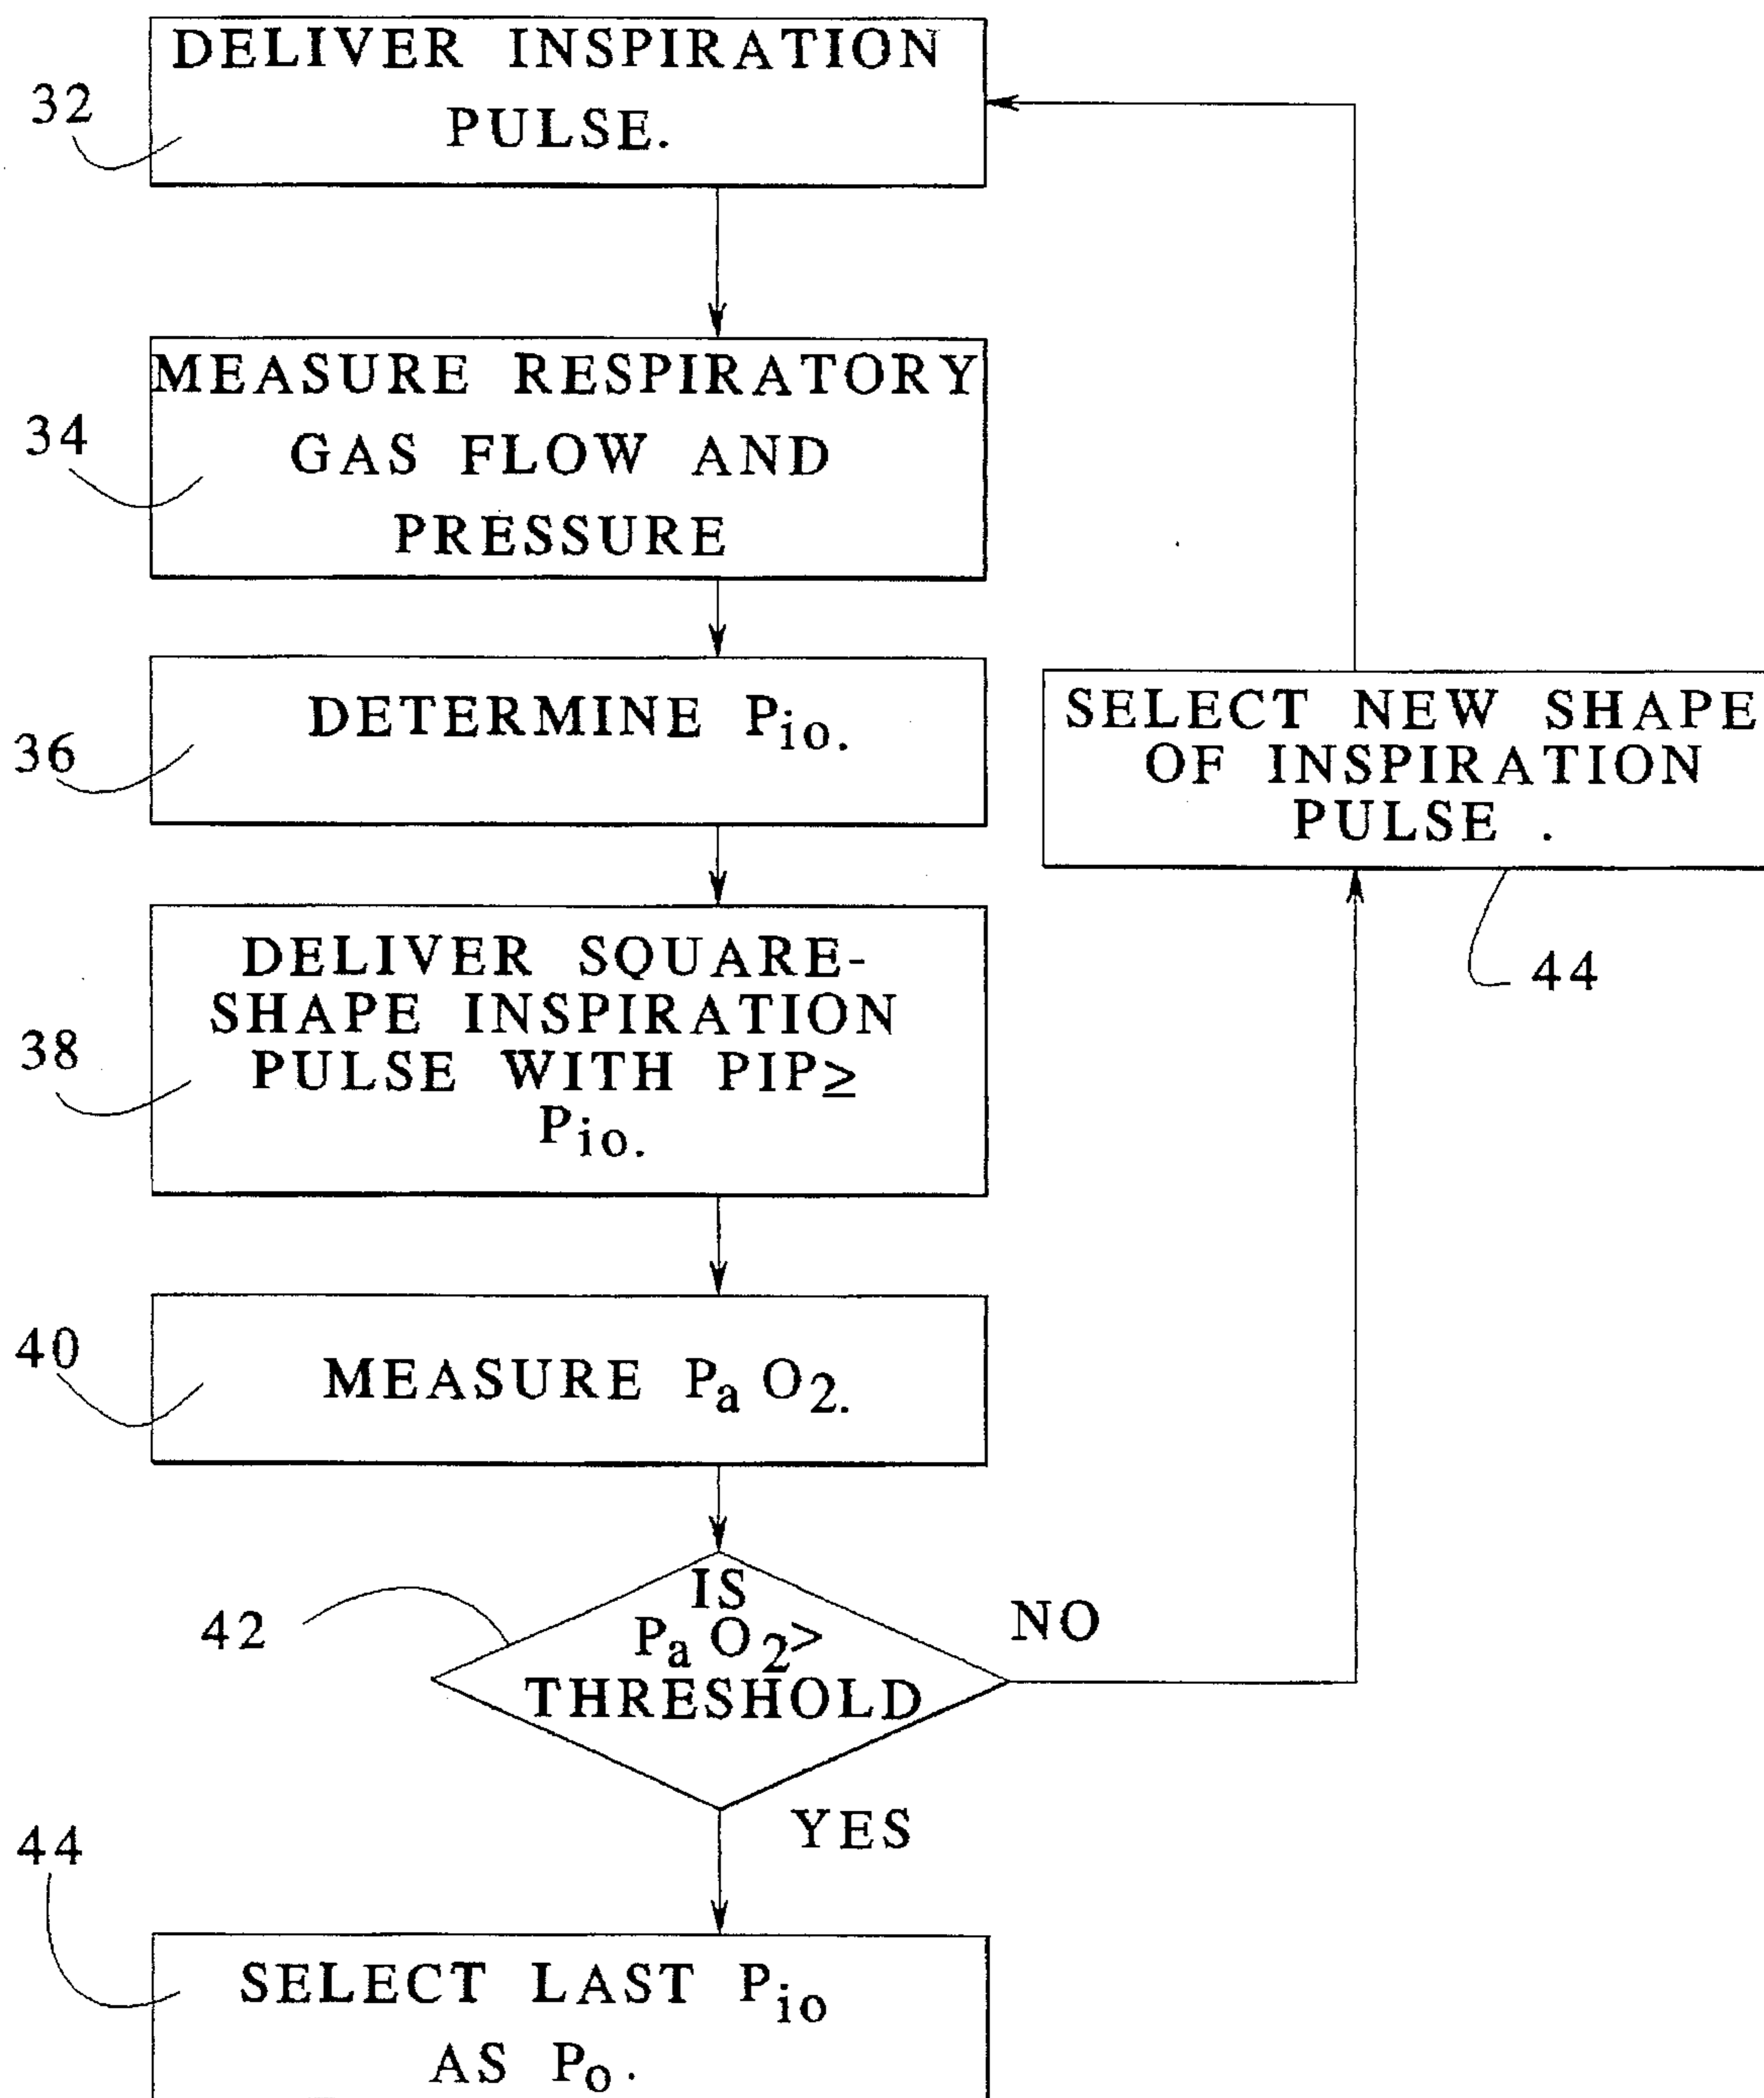 DELIVER INSPIRATION
PULSE.
32
MEASURE RESPIRATORY
GAS FLOW AND
PRESSURE
34
DETERMINE Pio.
36
SELECT NEW SHAPE
OF INSPIRATION
PULSE .
44
DELIVER SQUARE-
SHAPE INSPIRATION
PULSE WITH PIP≥
Pio.
38
MEASURE Pa O2.
40
IS
Pa O2>
THRESHOLD
42
NO
YES
SELECT LAST Pio
AS Po.
44